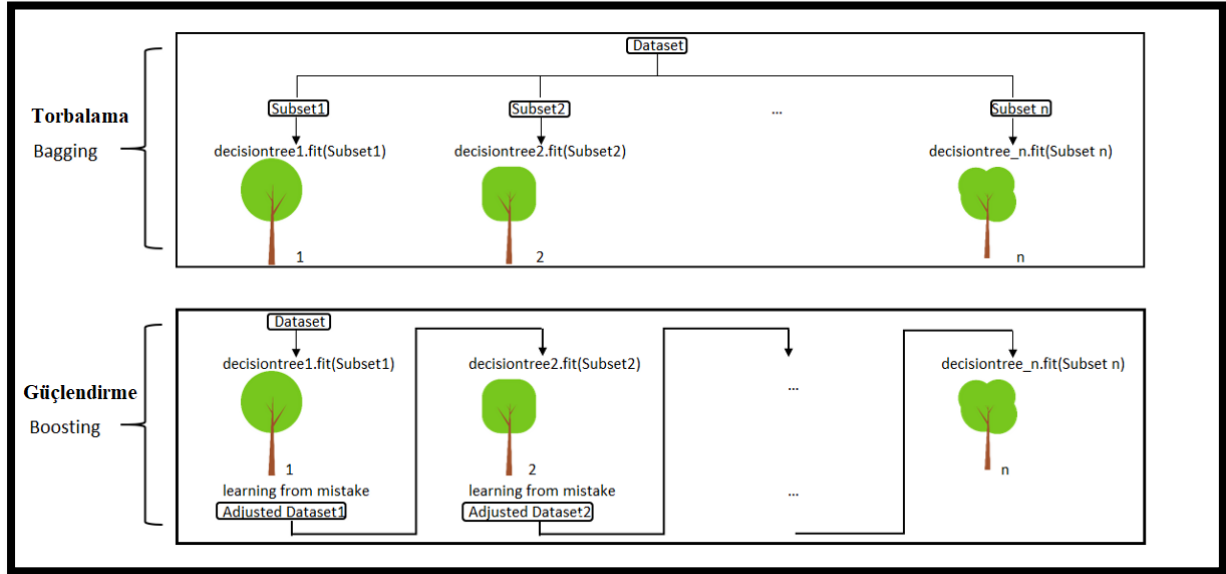 Dataset
Subset1
Subset2
...
Subset n
Torbalama
Bagging
decisiontree1.fit(Subset1)
decisiontree2.fit(Subset2)
decisiontree_n.fit(Subset n)
1
2
n
Dataset
decisiontree1.fit(Subset1)
decisiontree2.fit(Subset2)
...
decisiontree_n.fit(Subset n)
Güçlendirme
Boosting
1
2
n
learning from mistake
learning from mistake
...
Adjusted Dataset1
Adjusted Dataset2